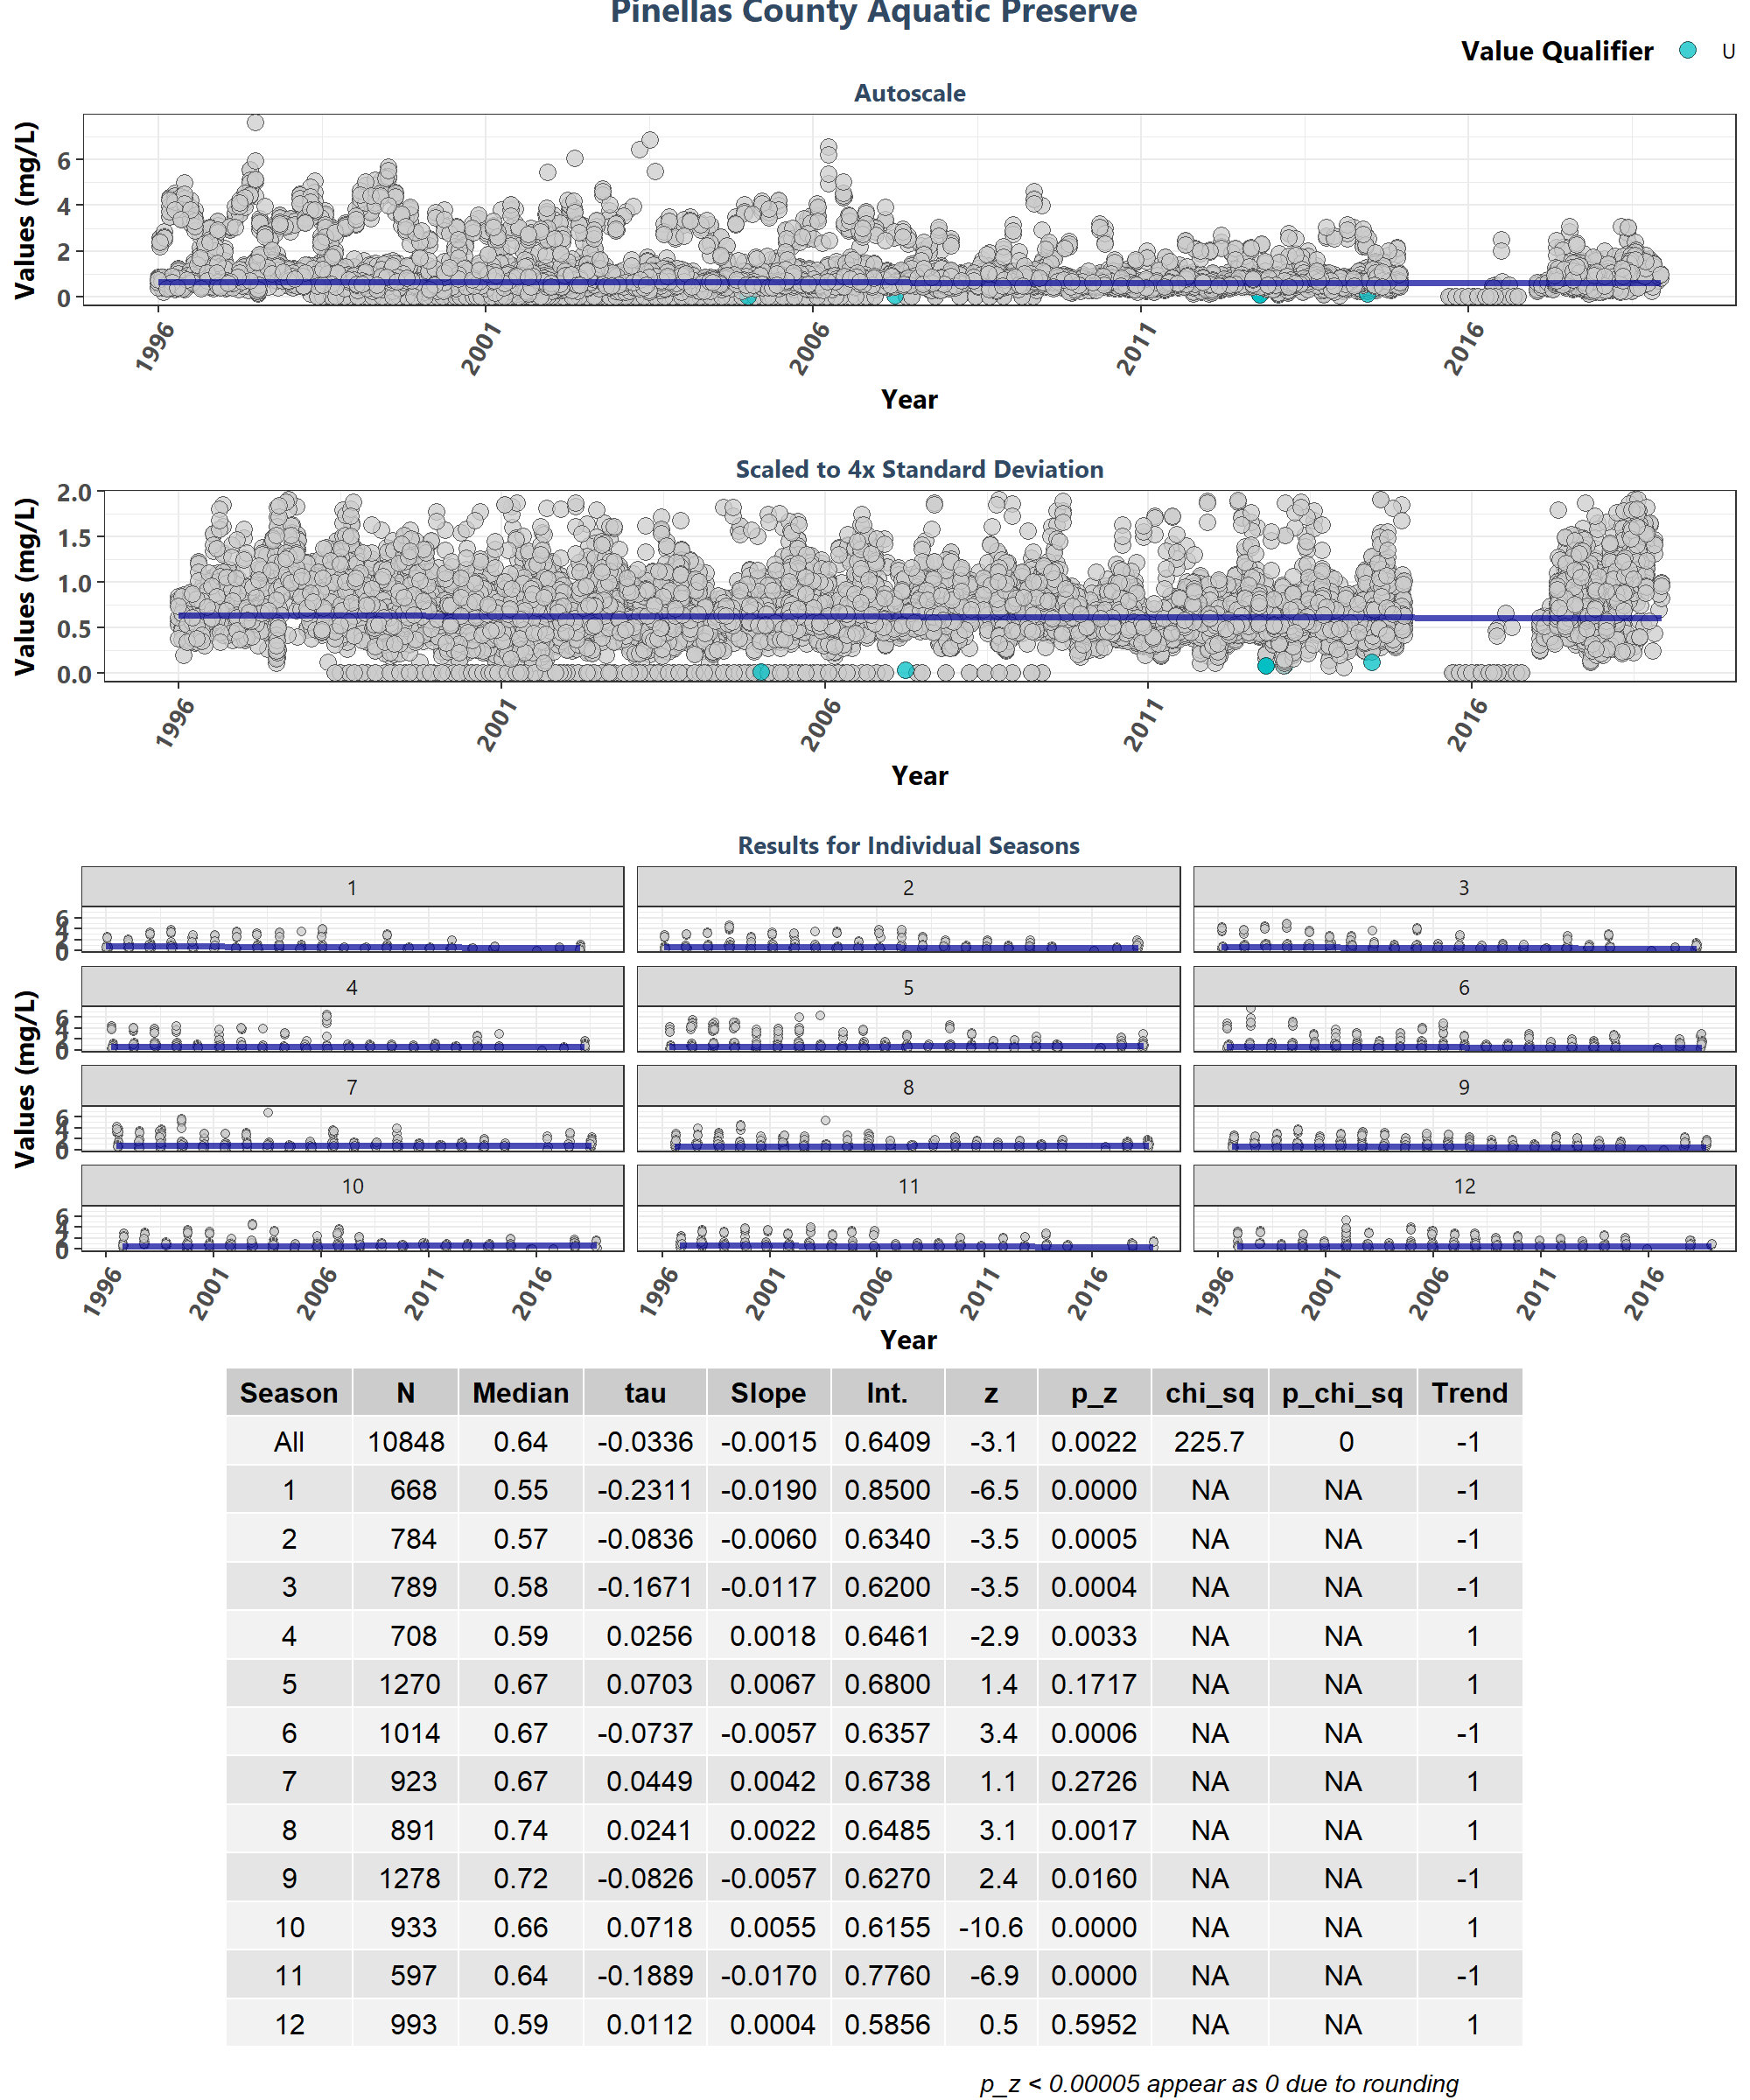 Pinellas County Aquatic Preserve
Value Qualifier U
Autoscale
Values (mg/L)
6
4
2
0
1996 2001 2006 2011 2016
Year
Scaled to 4x Standard Deviation
Values (mg/L)
2.0
1.5
1.0
0.5
0.0
1996 2001 2006 2011 2016
Year
Results for Individual Seasons
Values (mg/L)
1 2 3
6
4
2
0
4 5 6
6
4
2
0
7 8 9
6
4
2
0
10 11 12
6
4
2
0
1996 2001 2006 2011 2016 1996 2001 2006 2011 2016 1996 2001 2006 2011 2016
Year
Season N Median tau Slope Int. z p_z chi_sq p_chi_sq Trend
All 10848 0.64 -0.0336 -0.0015 0.6409 -3.1 0.0022 225.7 0 -1
1 668 0.55 -0.2311 -0.0190 0.8500 -6.5 0.0000 NA NA -1
2 784 0.57 -0.0836 -0.0060 0.6340 -3.5 0.0005 NA NA -1
3 789 0.58 -0.1671 -0.0117 0.6200 -3.5 0.0004 NA NA -1
4 708 0.59 0.0256 0.0018 0.6461 -2.9 0.0033 NA NA 1
5 1270 0.67 0.0703 0.0067 0.6800 1.4 0.1717 NA NA 1
6 1014 0.67 -0.0737 -0.0057 0.6357 3.4 0.0006 NA NA -1
7 923 0.67 0.0449 0.0042 0.6738 1.1 0.2726 NA NA 1
8 891 0.74 0.0241 0.0022 0.6485 3.1 0.0017 NA NA 1
9 1278 0.72 -0.0826 -0.0057 0.6270 2.4 0.0160 NA NA -1
10 933 0.66 0.0718 0.0055 0.6155 -10.6 0.0000 NA NA 1
11 597 0.64 -0.1889 -0.0170 0.7760 -6.9 0.0000 NA NA -1
12 993 0.59 0.0112 0.0004 0.5856 0.5 0.5952 NA NA 1
p_z < 0.00005 appear as 0 due to rounding